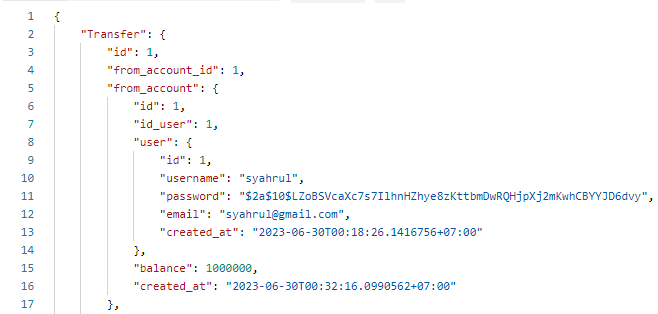 1 {
2 "Transfer": {
3 "id": 1,
4 "from_account_id": 1,
5 "from_account": {
6 "id": 1,
7 "id_user": 1,
8 "user": {
9 "id": 1,
10 "username": "syahrul",
11 "password": "$2a$10$LZoBSVcaXc7s7IlhnHZhye8zKttbmDwRQHjpXj2mKwhCBYYJD6dvy",
12 "email": "syahrul@gmail.com",
13 "created_at": "2023-06-30T00:18:26.1416756+07:00"
14 },
15 "balance": 1000000,
16 "created_at": "2023-06-30T00:32:16.0990562+07:00"
17 },